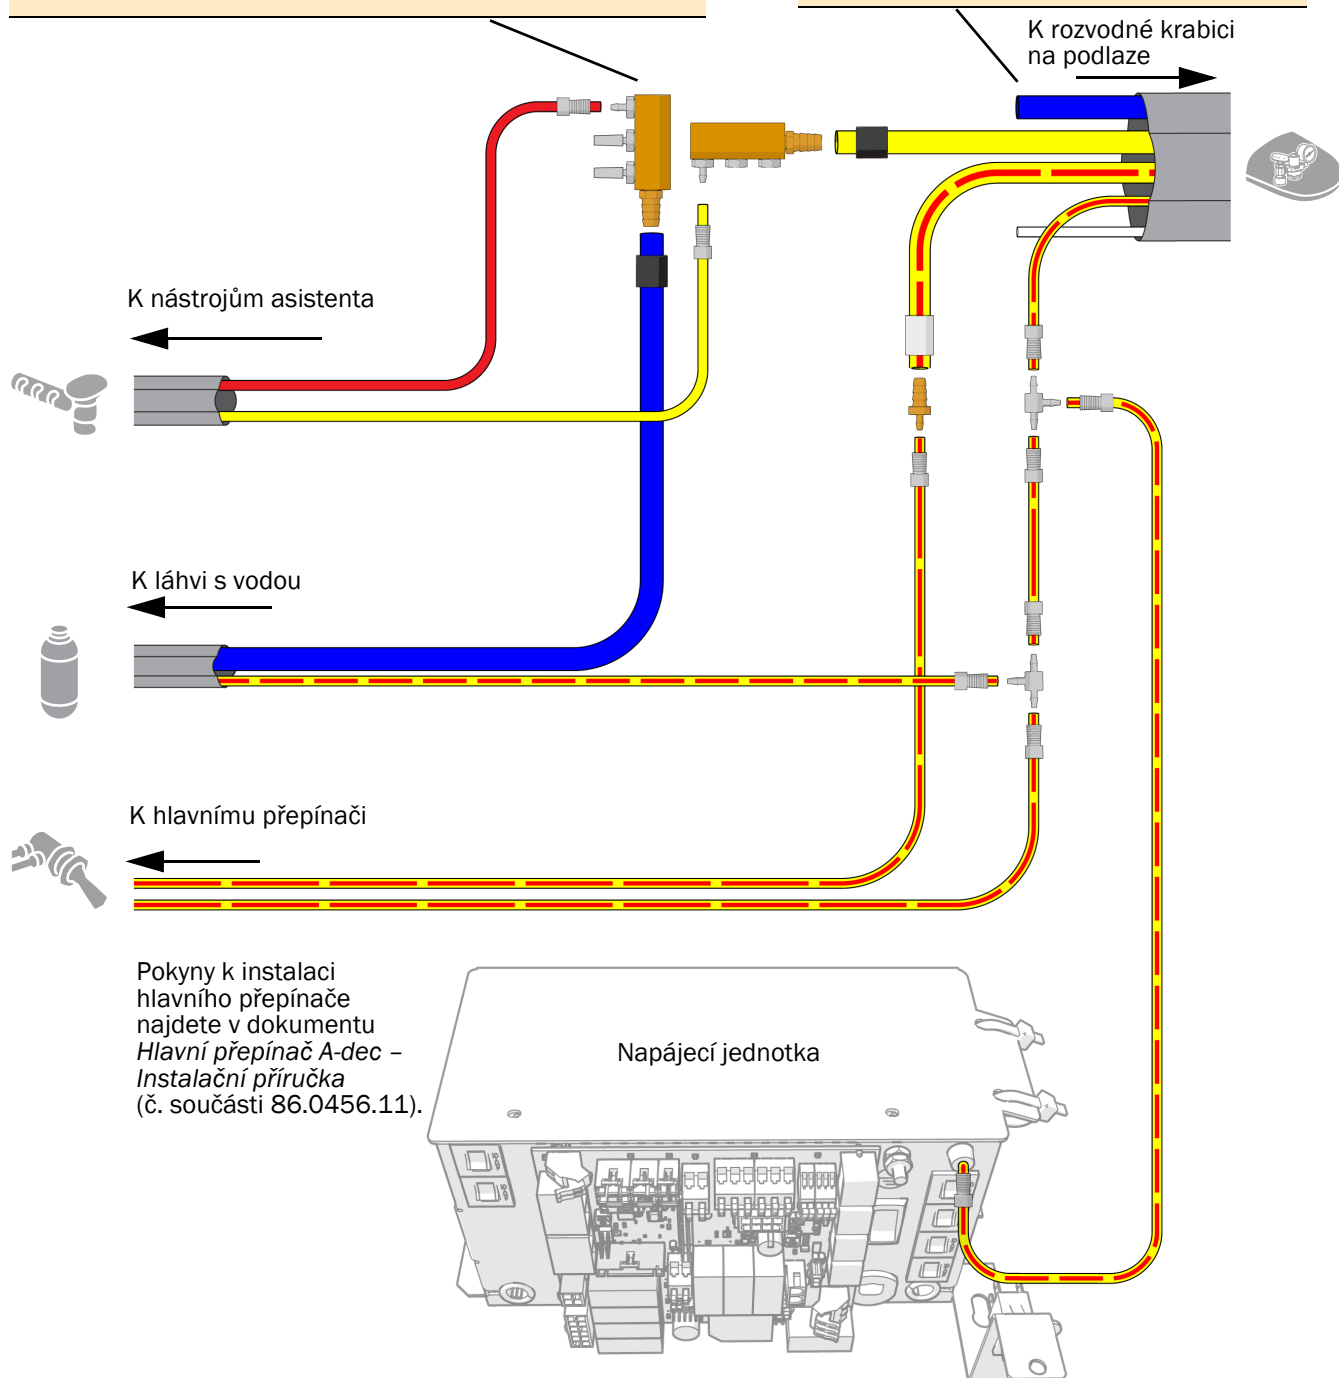 K rozvodné krabici
na podlaze
K nástrojům asistenta
K láhvi s vodou
K hlavnímu přepínači
Pokyny k instalaci
hlavního přepínače
najdete v dokumentu
Hlavní přepínač A-dec –
Instalační příručka
(č. součásti 86.0456.11).
Napájecí jednotka